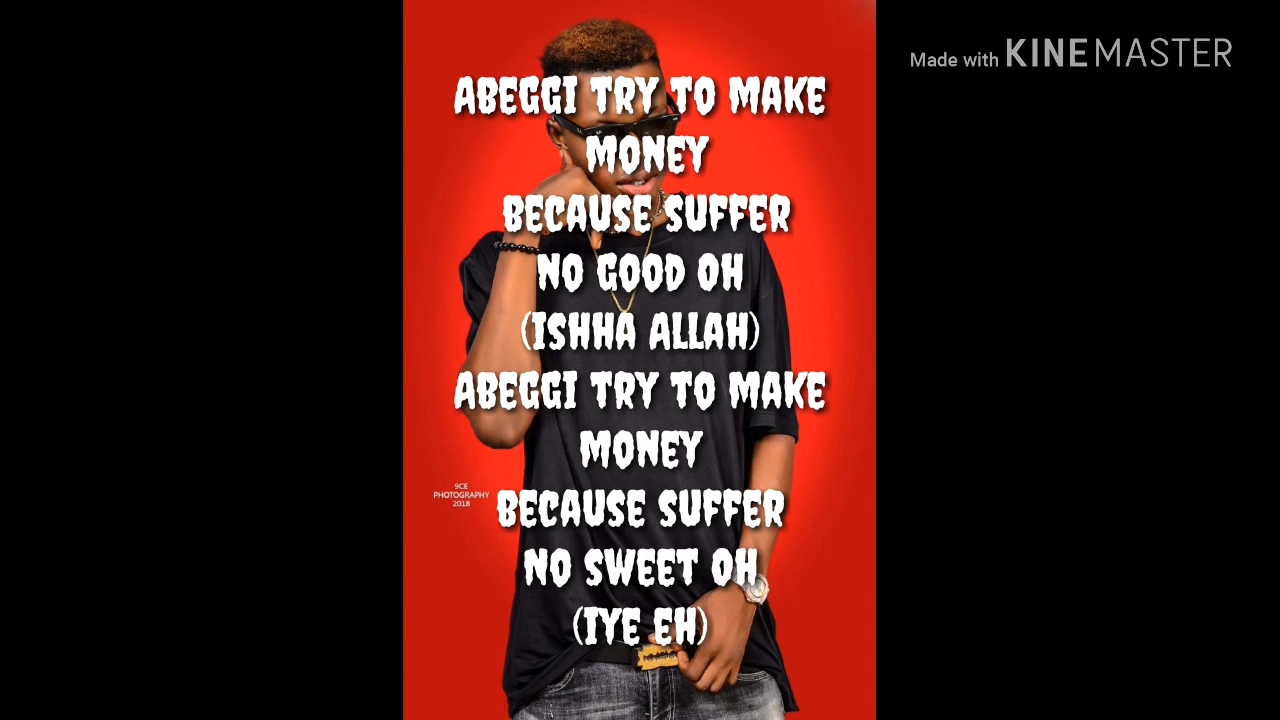 Made with KINEMASTER
ABEGGI TRY TO MAKE
MONEY
BECAUSE SUFFER
NO GOOD OH
(ISHHA ALLAH)
ABEGGI TRY TO MAKE
MONEY
BECAUSE SUFFER
NO SWEET OH
(IYE EH)
9CE
PHOTOGRAPHY
2018